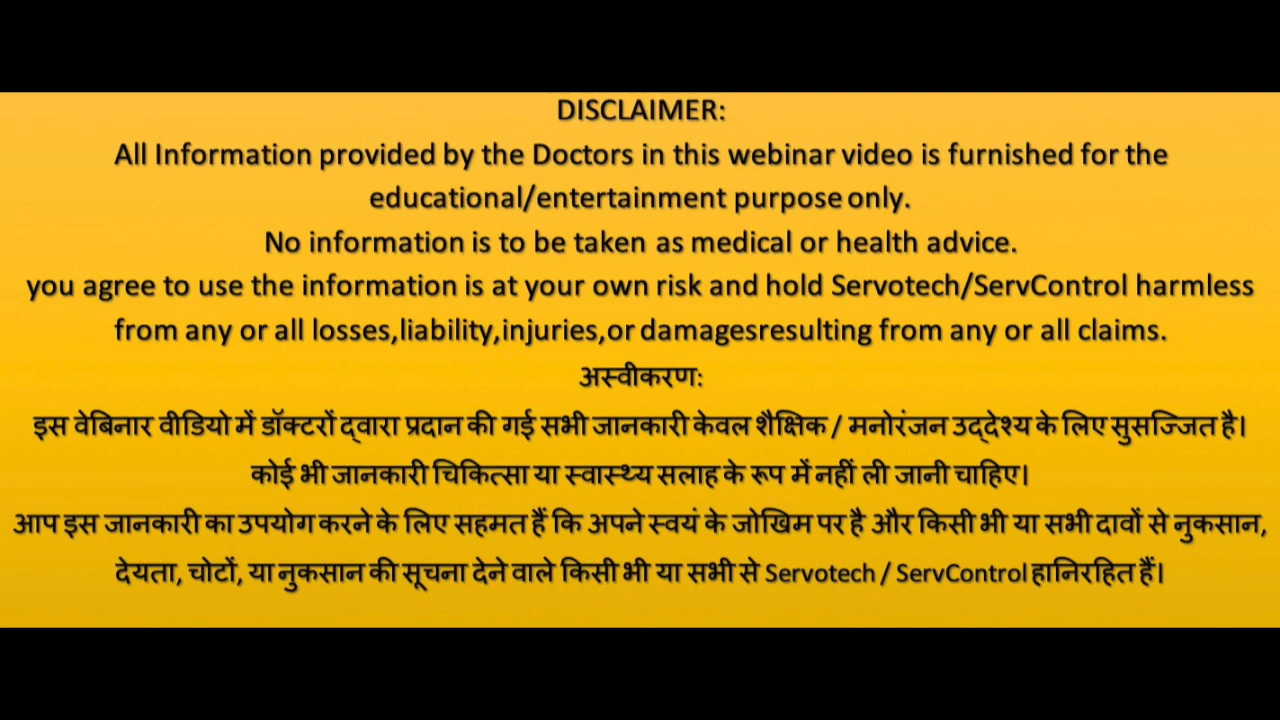 DISCLAIMER:
All Information provided by the Doctors in this webinar video is furnished for the
educational/entertainment purpose only.
No information is to be taken as medical or health advice.
you agree to use the information is at your own risk and hold Servotech/ServControl harmless
from any or all losses,liability,injuries,or damagesresulting from any or all claims.
अस्वीकरण:
इस वेबिनार वीडियो में डॉक्टरों द्वारा प्रदान की गई सभी जानकारी केवल शैक्षिक / मनोरंजन उद्देश्य के लिए सुसज्जित है।
कोई भी जानकारी चिकित्सा या स्वास्थ्य सलाह के रूप में नहीं ली जानी चाहिए।
आप इस जानकारी का उपयोग करने के लिए सहमत हैं कि अपने स्वयं के जोखिम पर है और किसी भी या सभी दावों से नुकसान,
देयता, चोटों, या नुकसान की सूचना देने वाले किसी भी या सभी से Servotech / ServControl हानिरहित हैं।